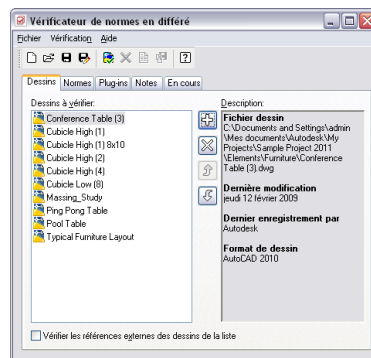 Vérificateur de normes en différé
Fichier Vérification Aide
Dessins Normes Plug-ins Notes En cours
Dessins à vérifier:
Conference Table (3)
Cubicle High (1)
Cubicle High (1) 8x10
Cubicle High (2)
Cubicle High (4)
Cubicle Low (8)
Massing_Study
Ping Pong Table
Pool Table
Typical Furniture Layout
Description:
Fichier dessin
C:\Documents and Settings\admin
\Mes documents\Autodesk\My
Projects\Sample Project 2011
\Elements\Furniture\Conference
Table (3).dwg
Dernière modification
jeudi 12 février 2009
Dernier enregistrement par
Autodesk
Format de dessin
AutoCAD 2010
Vérifier les références externes des dessins de la liste